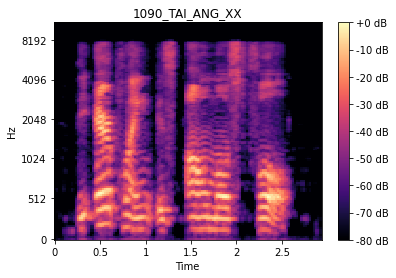 1090_TAI_ANG_XX
+0 dB
8192
-10 dB
4096
-20 dB
-30 dB
Hz
2048
-40 dB
1024
-50 dB
512
-60 dB
-70 dB
0
-80 dB
0 0.5 1 1.5 2 2.5
Time